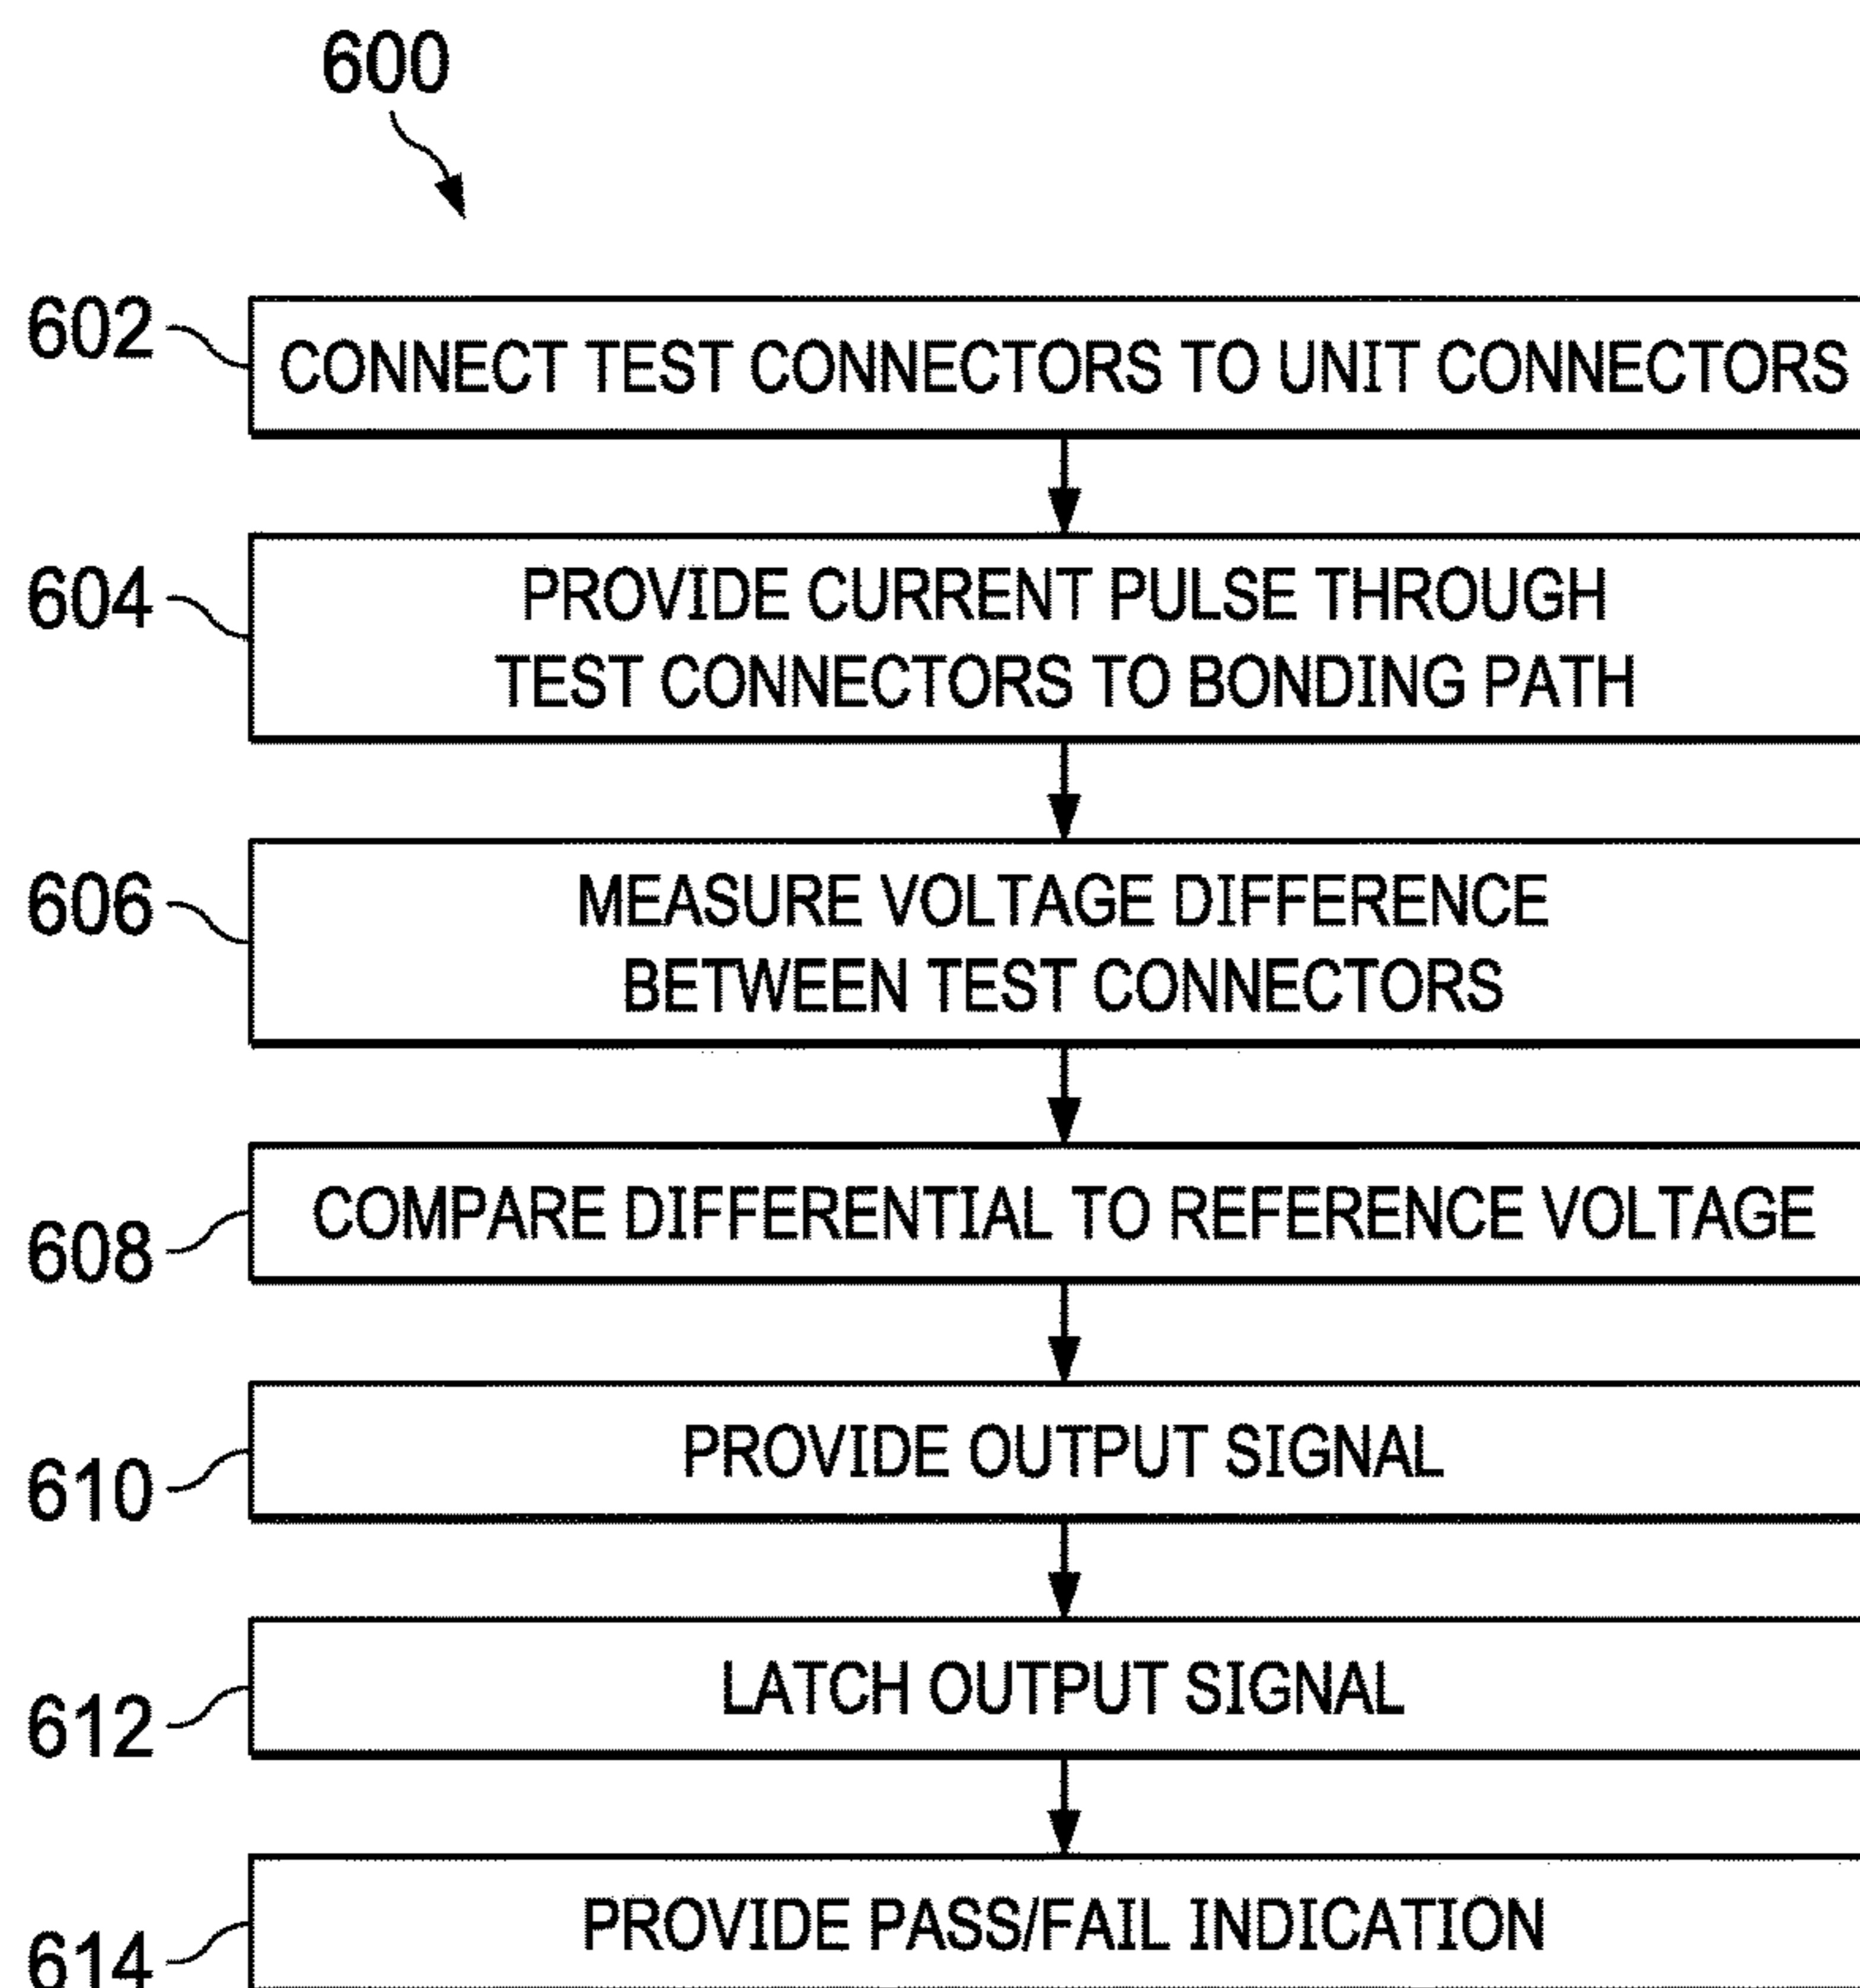 600
602
CONNECT TEST CONNECTORS TO UNIT CONNECTORS
604
PROVIDE CURRENT PULSE THROUGH
TEST CONNECTORS TO BONDING PATH
606
MEASURE VOLTAGE DIFFERENCE
BETWEEN TEST CONNECTORS
608
COMPARE DIFFERENTIAL TO REFERENCE VOLTAGE
610
PROVIDE OUTPUT SIGNAL
612
LATCH OUTPUT SIGNAL
614
PROVIDE PASS/FAIL INDICATION